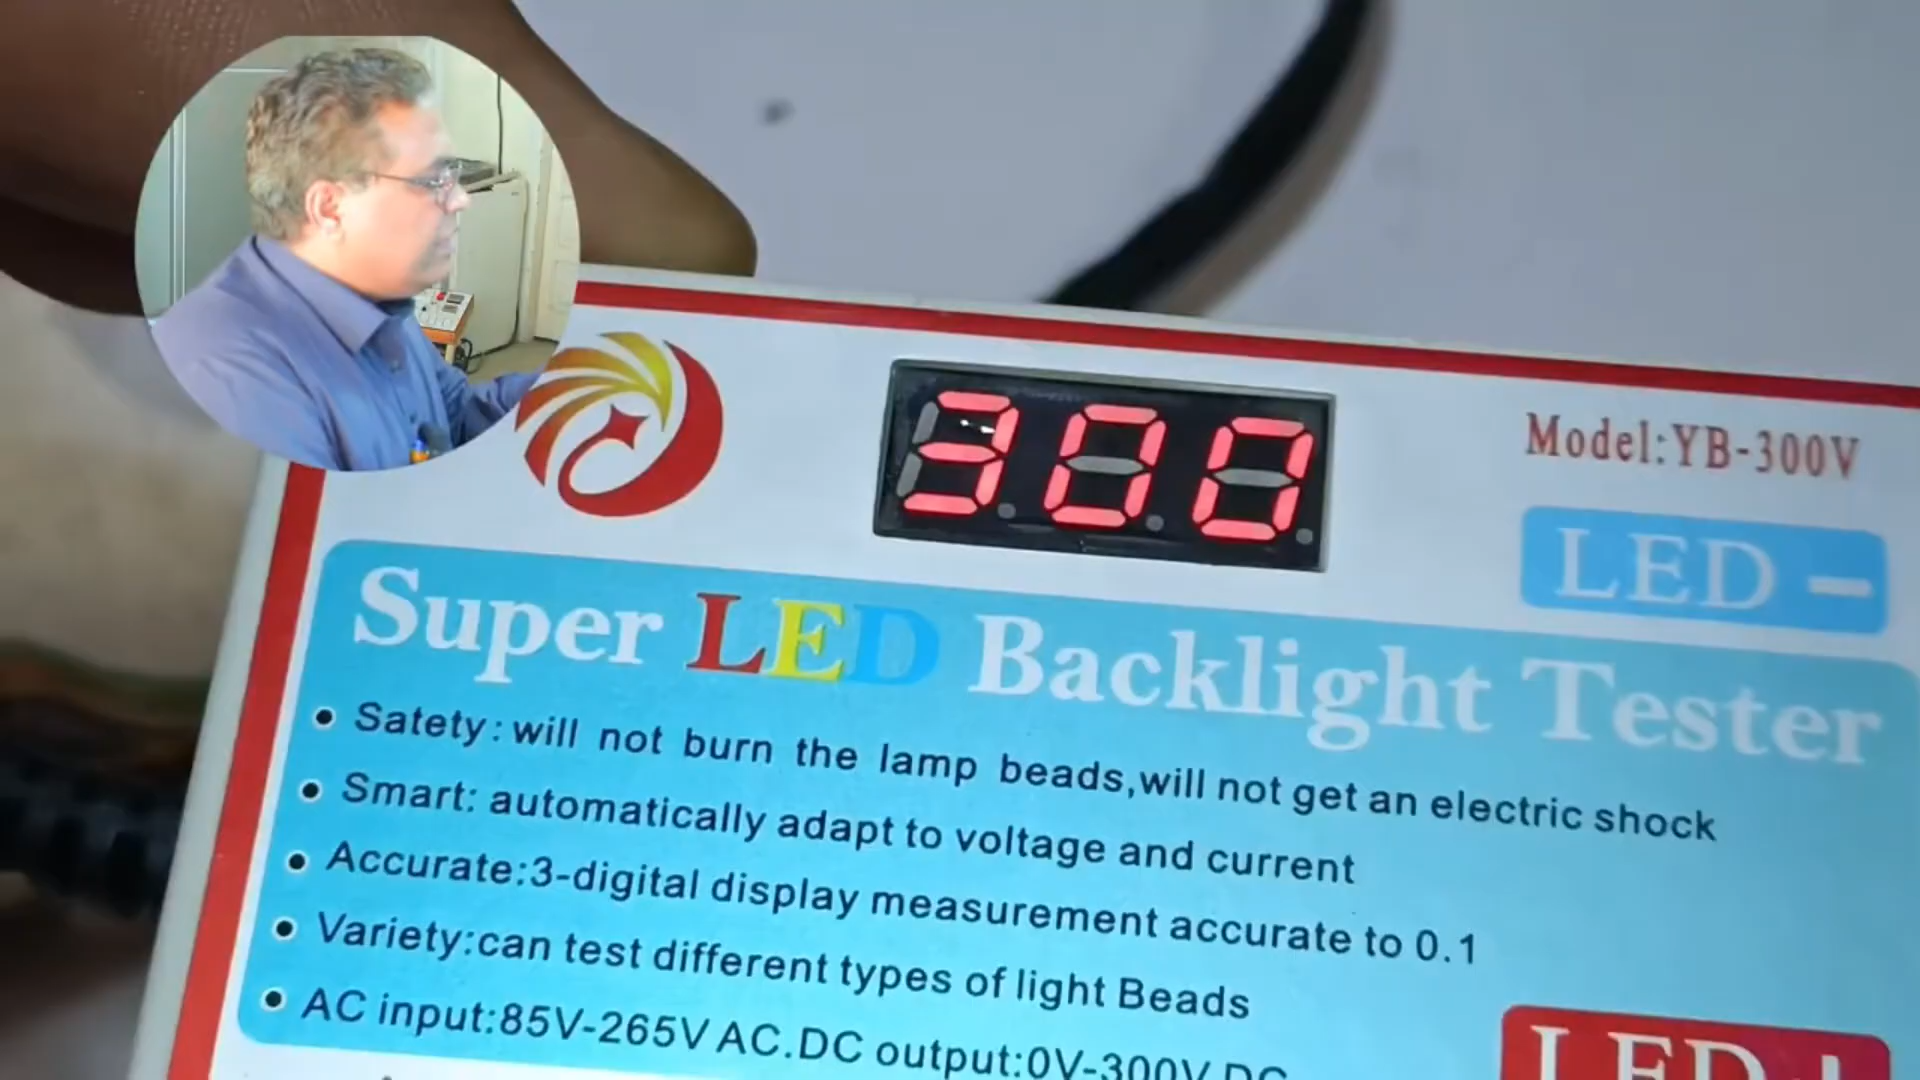 300
Model:YB-300V
LED -
Super LED Backlight Tester
• Satety: will not burn the lamp beads,will not get an electric shock
• Smart: automatically adapt to voltage and current
• Accurate:3-digital display measurement accurate to 0.1
• Variety:can test different types of light Beads
• AC input:85V-265V AC.DC output:0V-300V DC
LED +